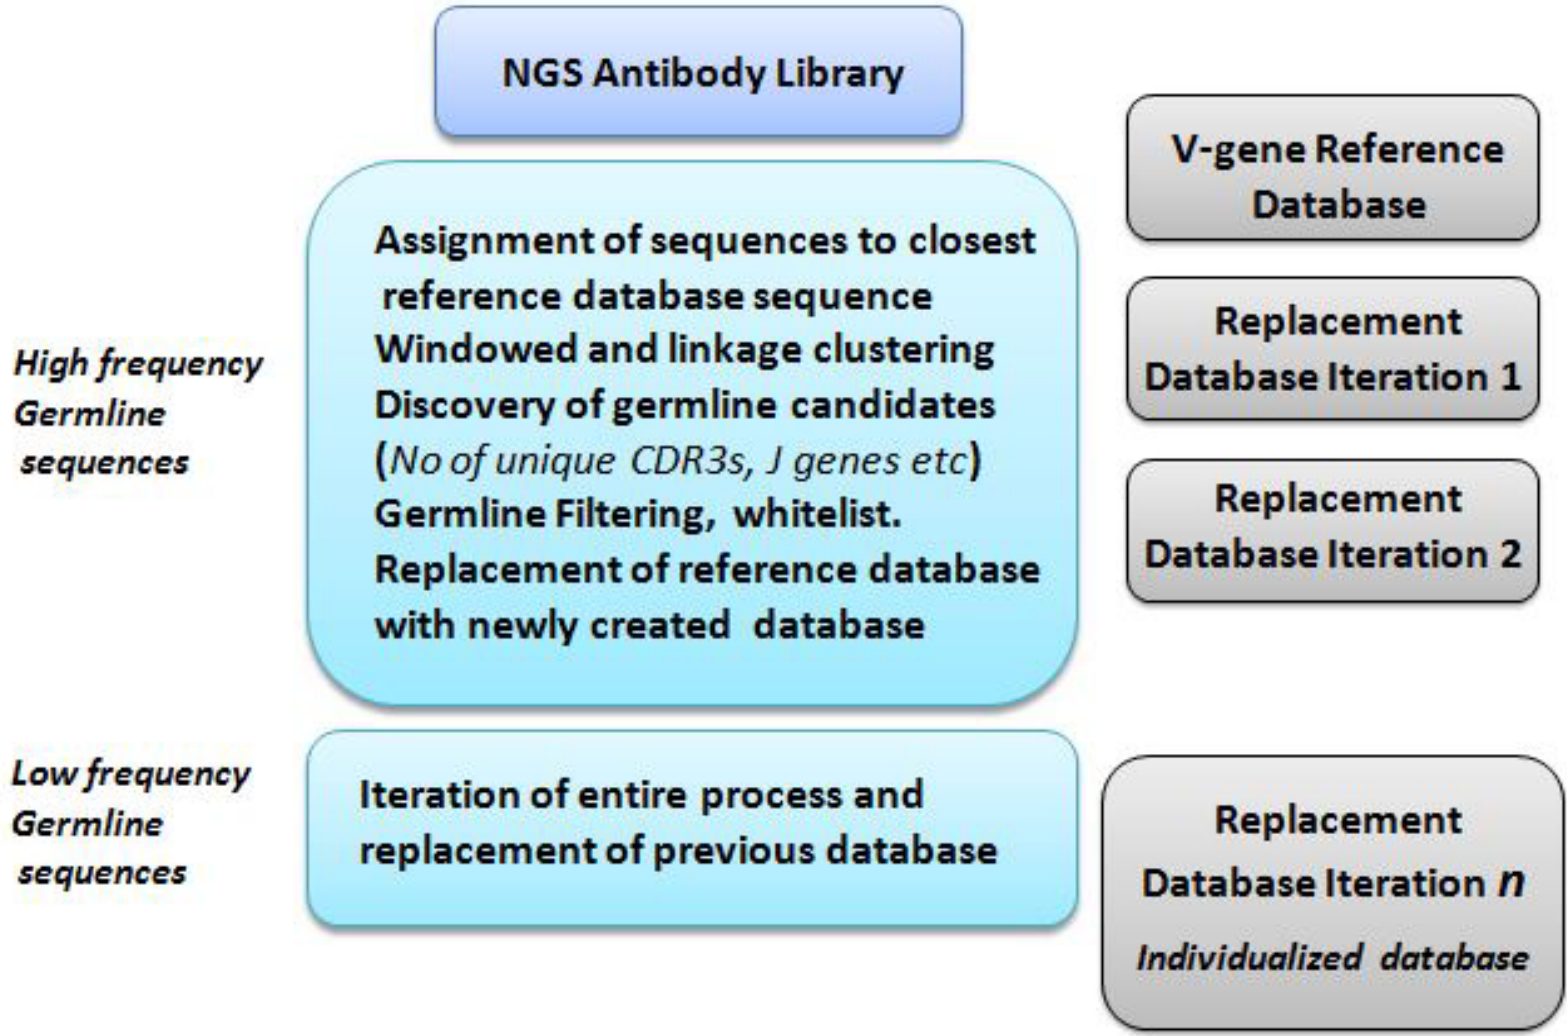 NGS Antibody Library
V-gene Reference
Database
Assignment of sequences to closest
reference database sequence
Windowed and linkage clustering
Discovery of germline candidates
(No of unique CDR3s, J genes etc)
Germline Filtering, whitelist.
Replacement of reference database
with newly created database
High frequency
Germline
sequences
Replacement
Database Iteration 1
Replacement
Database Iteration 2
Low frequency
Germline
sequences
Iteration of entire process and
replacement of previous database
Replacement
Database Iteration n
Individualized database